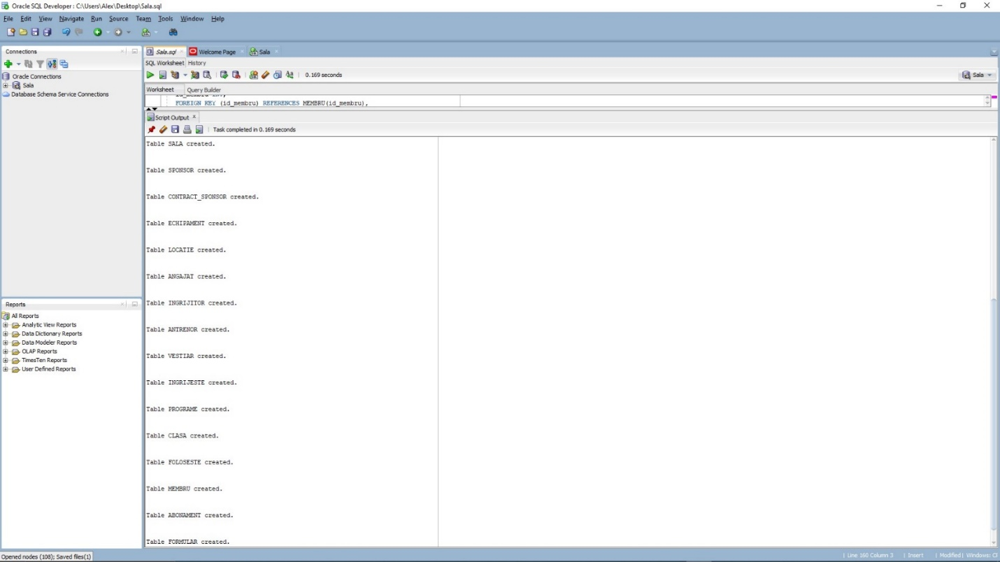 Oracle SQL Developer : C:\Users\Alex\Desktop\Sala.sql
File Edit View Navigate Run Source Team Tools Window Help
Connections
Oracle Connections
Sala
Database Schema Service Connections
Reports
All Reports
Analytic View Reports
Data Dictionary Reports
Data Modeler Reports
OLAP Reports
TimesTen Reports
User Defined Reports
Sala.sql Welcome Page Sala
SQL Worksheet History
0.169 seconds
Sala
Worksheet Query Builder
FOREIGN KEY (id_membru) REFERENCES MEMBRU(id_membru),
Script Output
Task completed in 0.169 seconds
Table SALA created.
Table SPONSOR created.
Table CONTRACT_SPONSOR created.
Table ECHIPAMENT created.
Table LOCATIE created.
Table ANGAJAT created.
Table INGRIJITOR created.
Table ANTRENOR created.
Table VESTIAR created.
Table INGRIJESTE created.
Table PROGRAME created.
Table CLASA created.
Table FOLOSESTE created.
Table MEMBRU created.
Table ABONAMENT created.
Table FORMULAR created.
Opened nodes (108); Saved files(1)
| Line 160 Column 3 | Insert | Modified | Windows: Cl